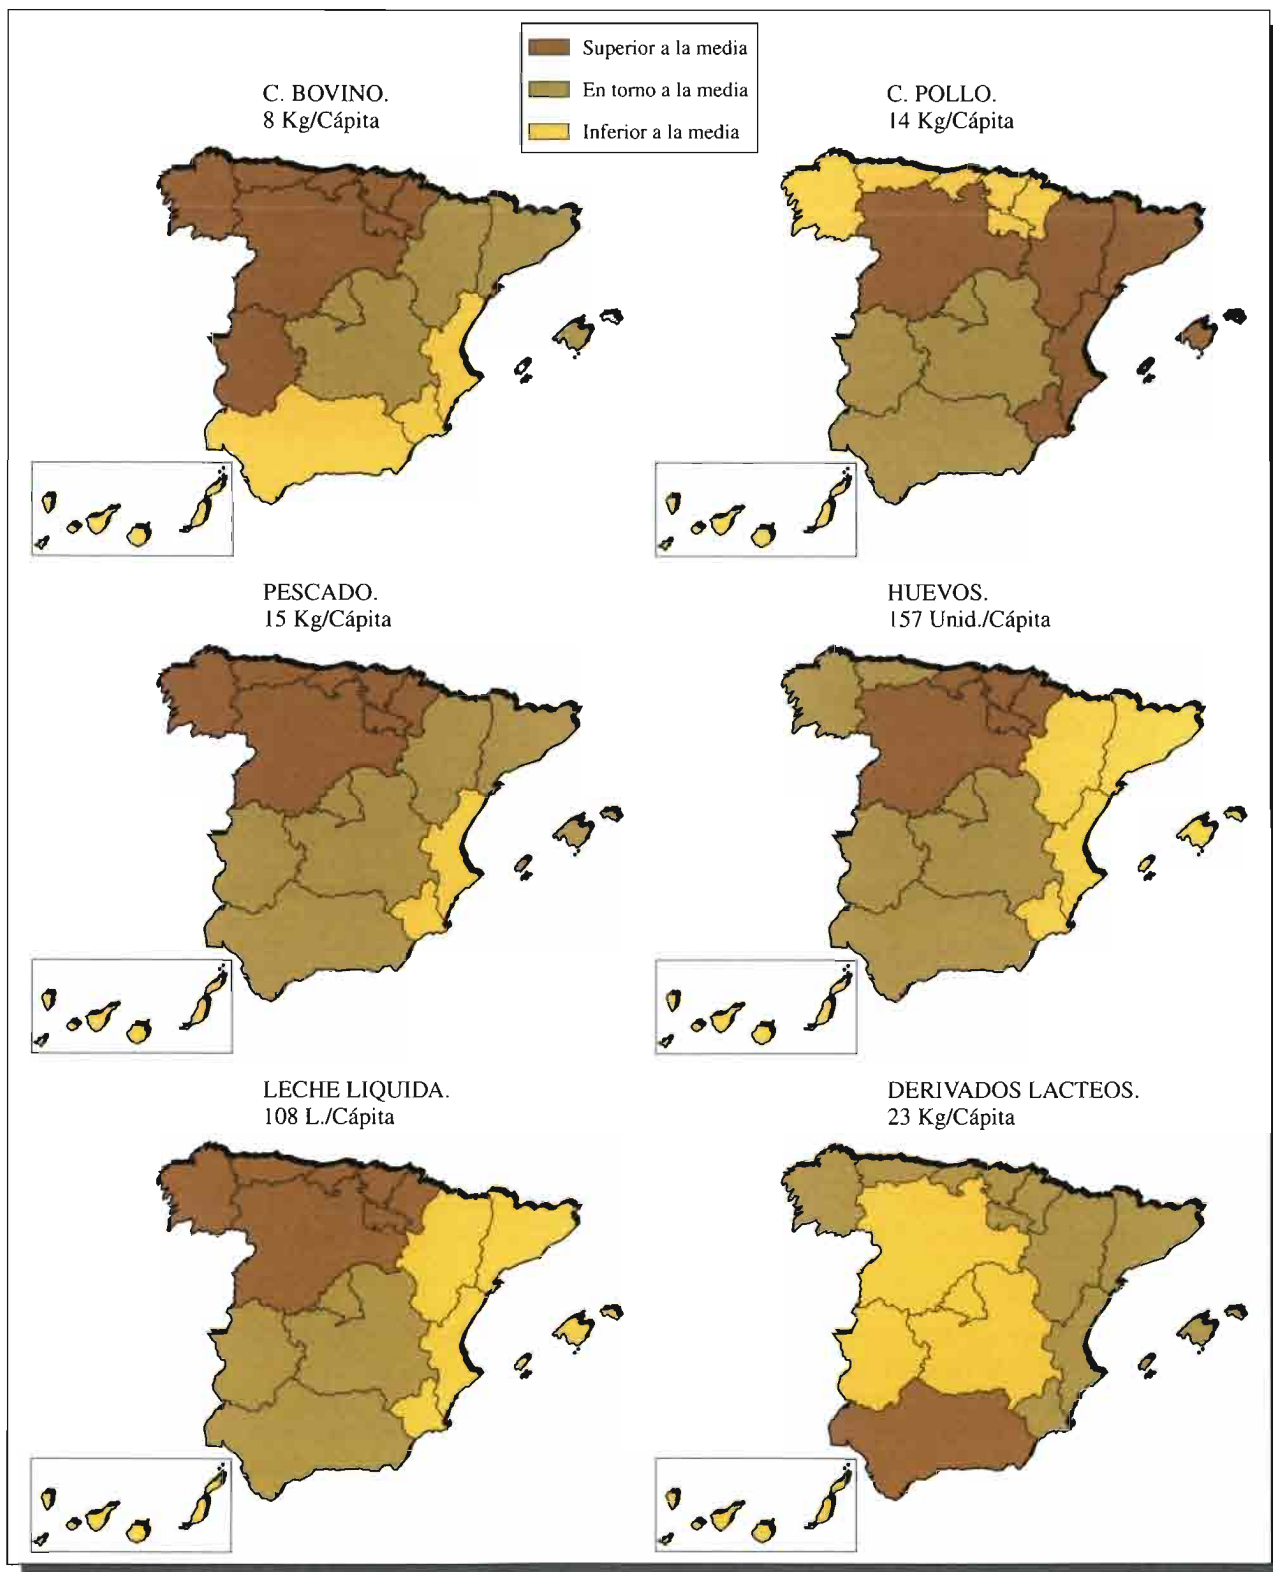 Superior a la media
En torno a la media
Inferior a la media
C. BOVINO.
8 Kg/Cápita
C. POLLO.
14 Kg/Cápita
PESCADO.
15 Kg/Cápita
HUEVOS.
157 Unid./Cápita
LECHE LIQUIDA.
108 L./Cápita
DERIVADOS LACTEOS.
23 Kg/Cápita